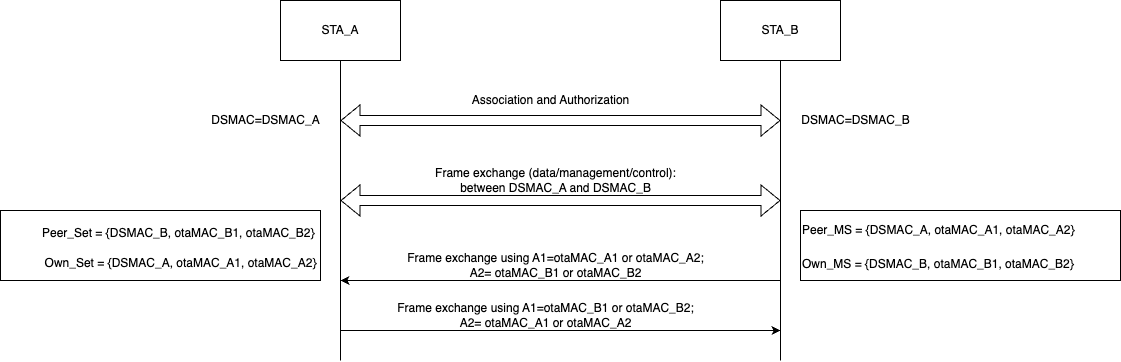 STA_A
STA_B
Association and Authorization
DSMAC=DSMAC_A
DSMAC=DSMAC_B
Frame exchange (data/management/control):
between DSMAC_A and DSMAC_B
Peer_Set = {DSMAC_B, otaMAC_B1, otaMAC_B2}
Own_Set = {DSMAC_A, otaMAC_A1, otaMAC_A2}
Peer_MS = {DSMAC_A, otaMAC_A1, otaMAC_A2}
Own_MS = {DSMAC_B, otaMAC_B1, otaMAC_B2}
Frame exchange using A1=otaMAC_A1 or otaMAC_A2;
A2= otaMAC_B1 or otaMAC_B2
Frame exchange using A1=otaMAC_B1 or otaMAC_B2;
A2= otaMAC_A1 or otaMAC_A2